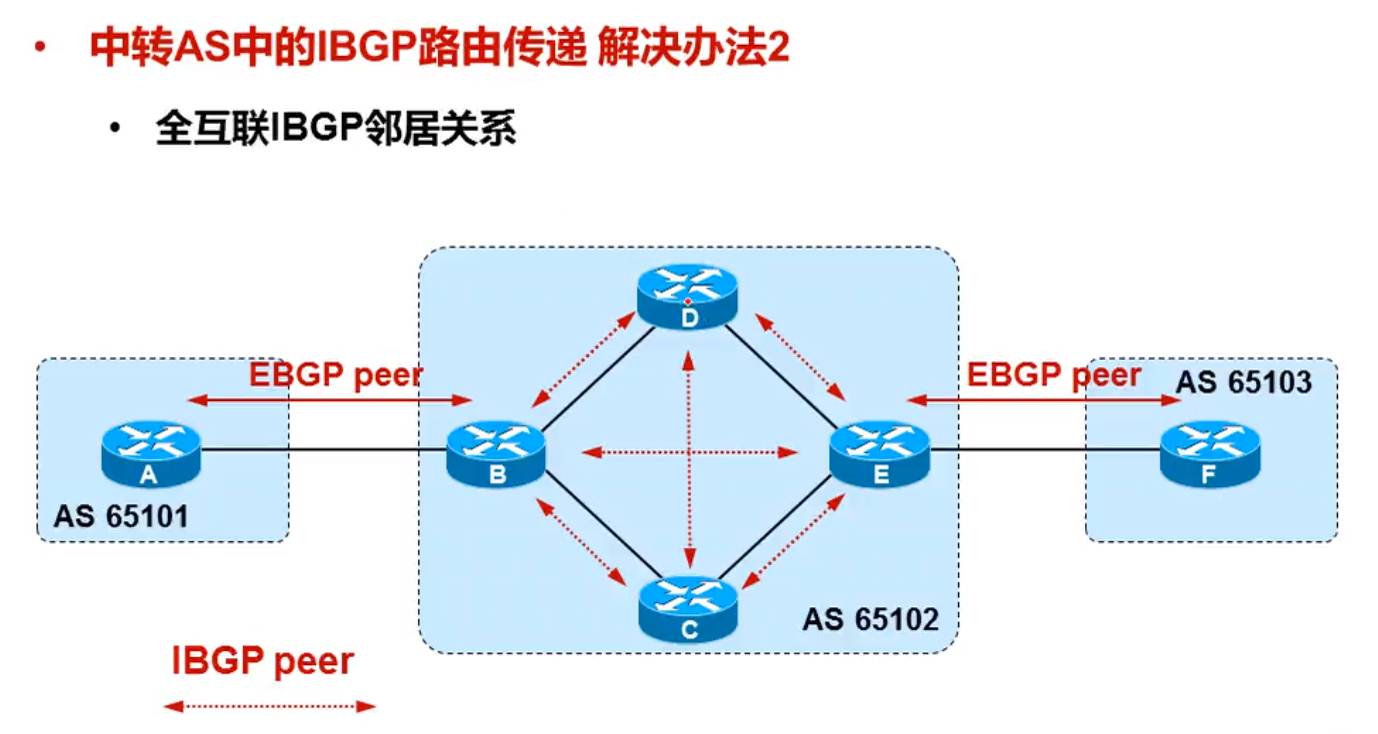 中转AS中的IBGP路由传递 解决办法2
全互联IBGP邻居关系
D
EBGP peer
EBGP peer
AS 65103
A
B
E
F
AS 65101
C
AS 65102
IBGP peer